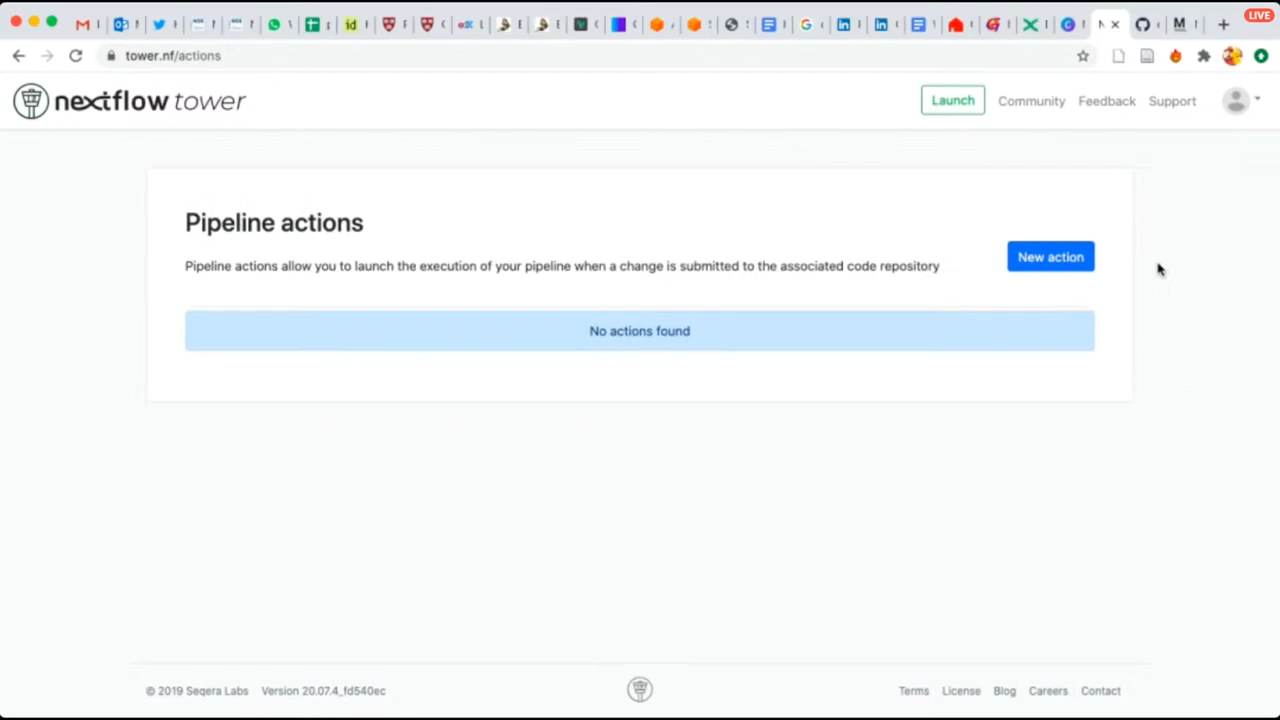 LIVE
tower.nf/actions
nextflow tower
Launch
Community
Feedback
Support
Pipeline actions
Pipeline actions allow you to launch the execution of your pipeline when a change is submitted to the associated code repository
New action
No actions found
© 2019 Seqera Labs
Version 20.07.4_fd540ec
Terms
License
Blog
Careers
Contact